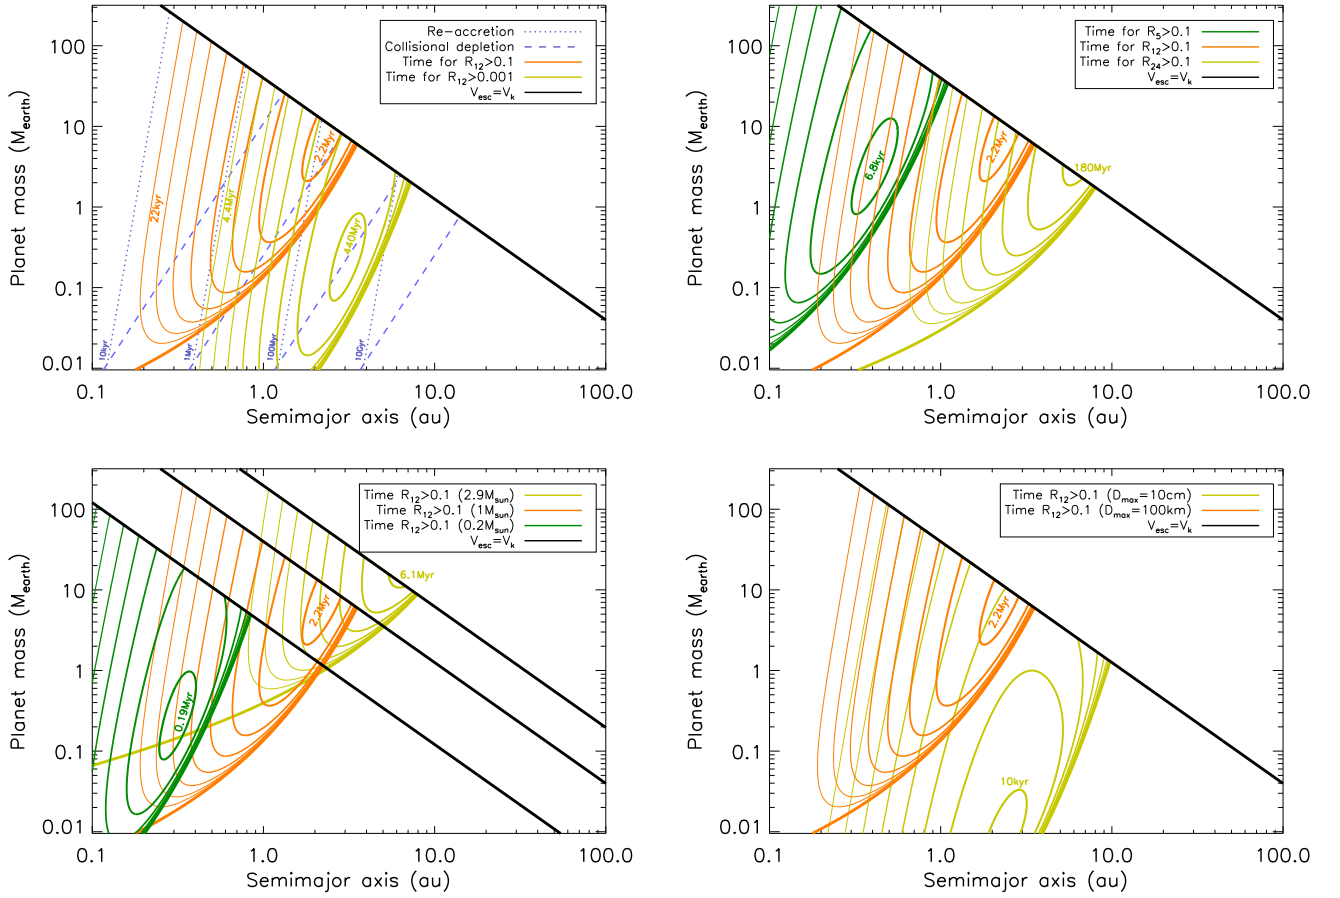 Re-accretion
Collisional depletion
Time for R12>0.1
Time for R12>0.001
Vesc=Vk
Planet mass (Mearth)
100
10
1
0.1
0.01
22kyr
4.4Myr
2.2Myr
440Myr
10kyr
1Myr
100Myr
10Gyr
0.1
1.0
10.0
100.0
Semimajor axis (au)
Time for R5>0.1
Time for R12>0.1
Time for R24>0.1
Vesc=Vk
Planet mass (Mearth)
100
10
1
0.1
0.01
6.8kyr
2.2Myr
180Myr
0.1
1.0
10.0
100.0
Semimajor axis (au)
Time R12>0.1 (2.9Msun)
Time R12>0.1 (1Msun)
Time R12>0.1 (0.2Msun)
Vesc=Vk
Planet mass (Mearth)
100
10
1
0.1
0.01
6.1Myr
2.2Myr
0.19Myr
0.1
1.0
10.0
100.0
Semimajor axis (au)
Time R12>0.1 (Dmax=10cm)
Time R12>0.1 (Dmax=100km)
Vesc=Vk
Planet mass (Mearth)
100
10
1
0.1
0.01
2.2Myr
10kyr
0.1
1.0
10.0
100.0
Semimajor axis (au)